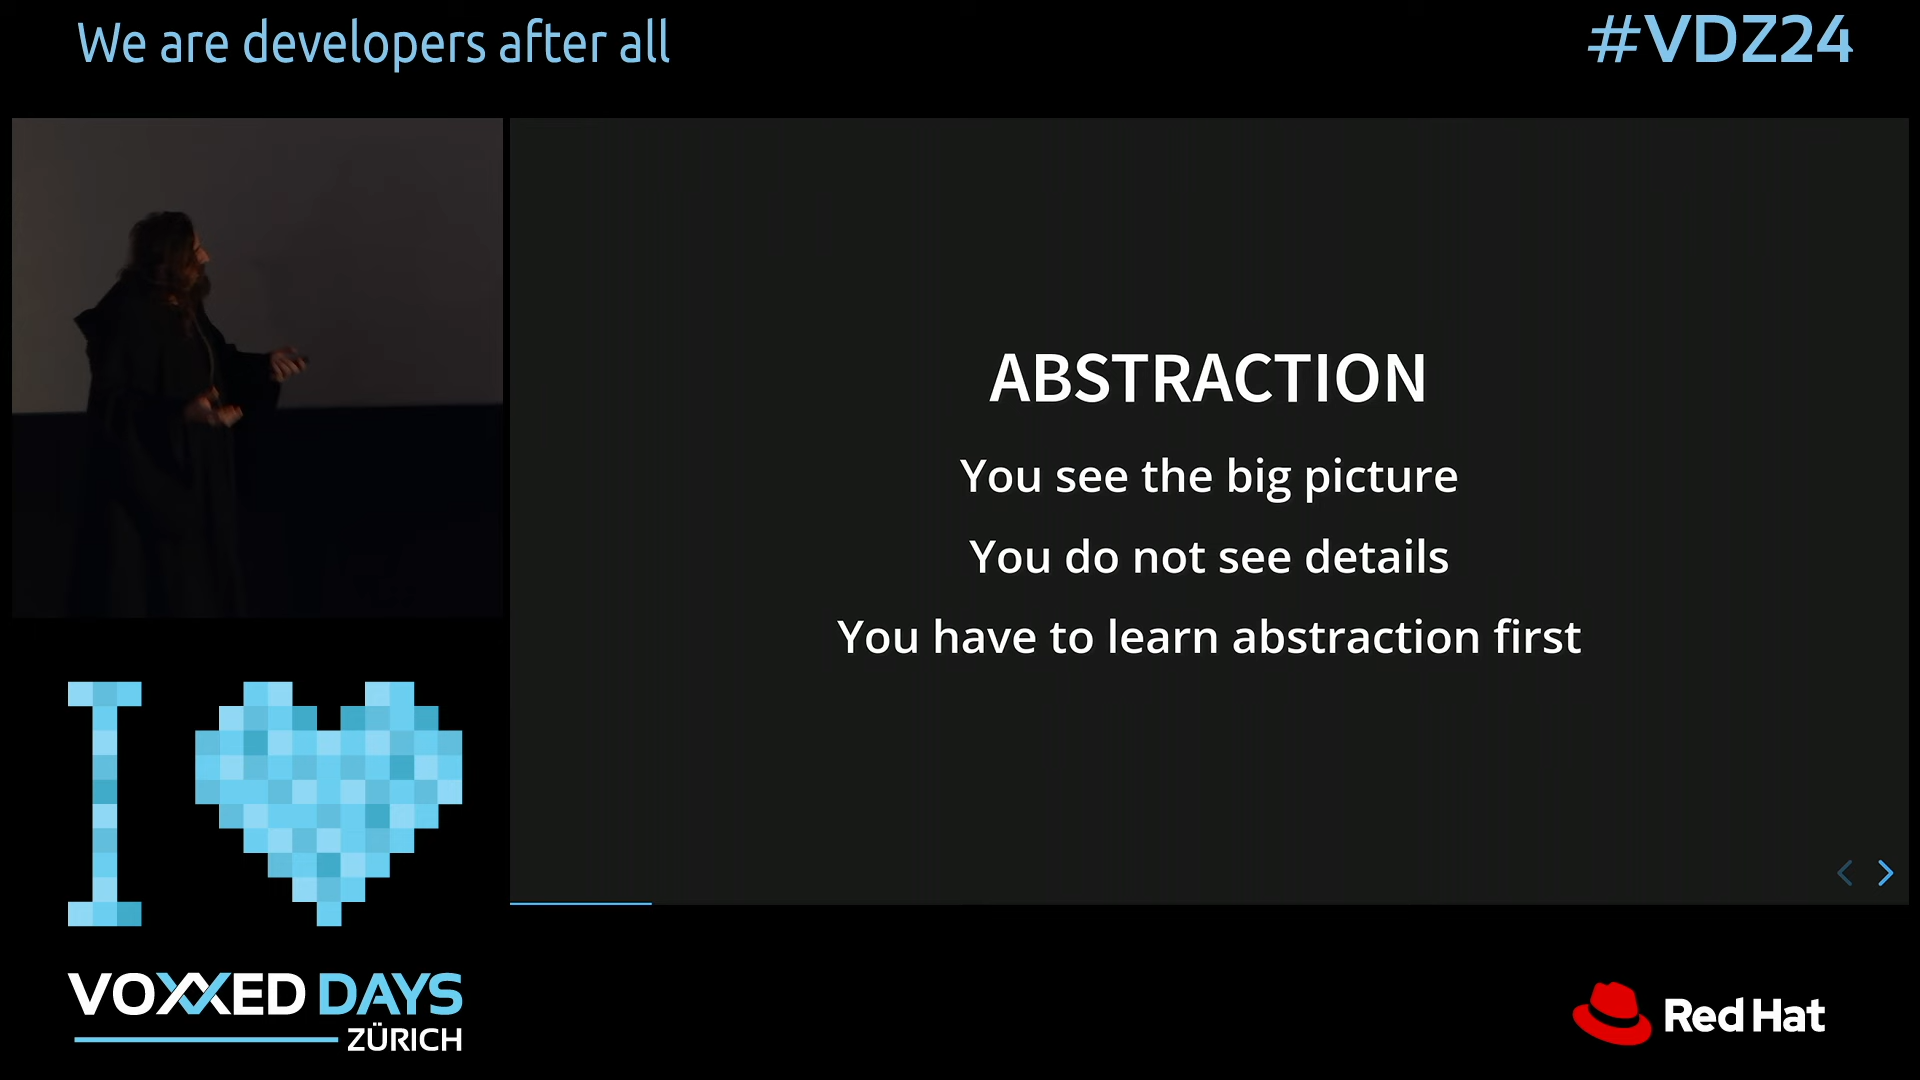 We are developers after all
#VDZ24
ABSTRACTION
You see the big picture
You do not see details
You have to learn abstraction first
I
VOXXED DAYS
ZÜRICH
Red Hat